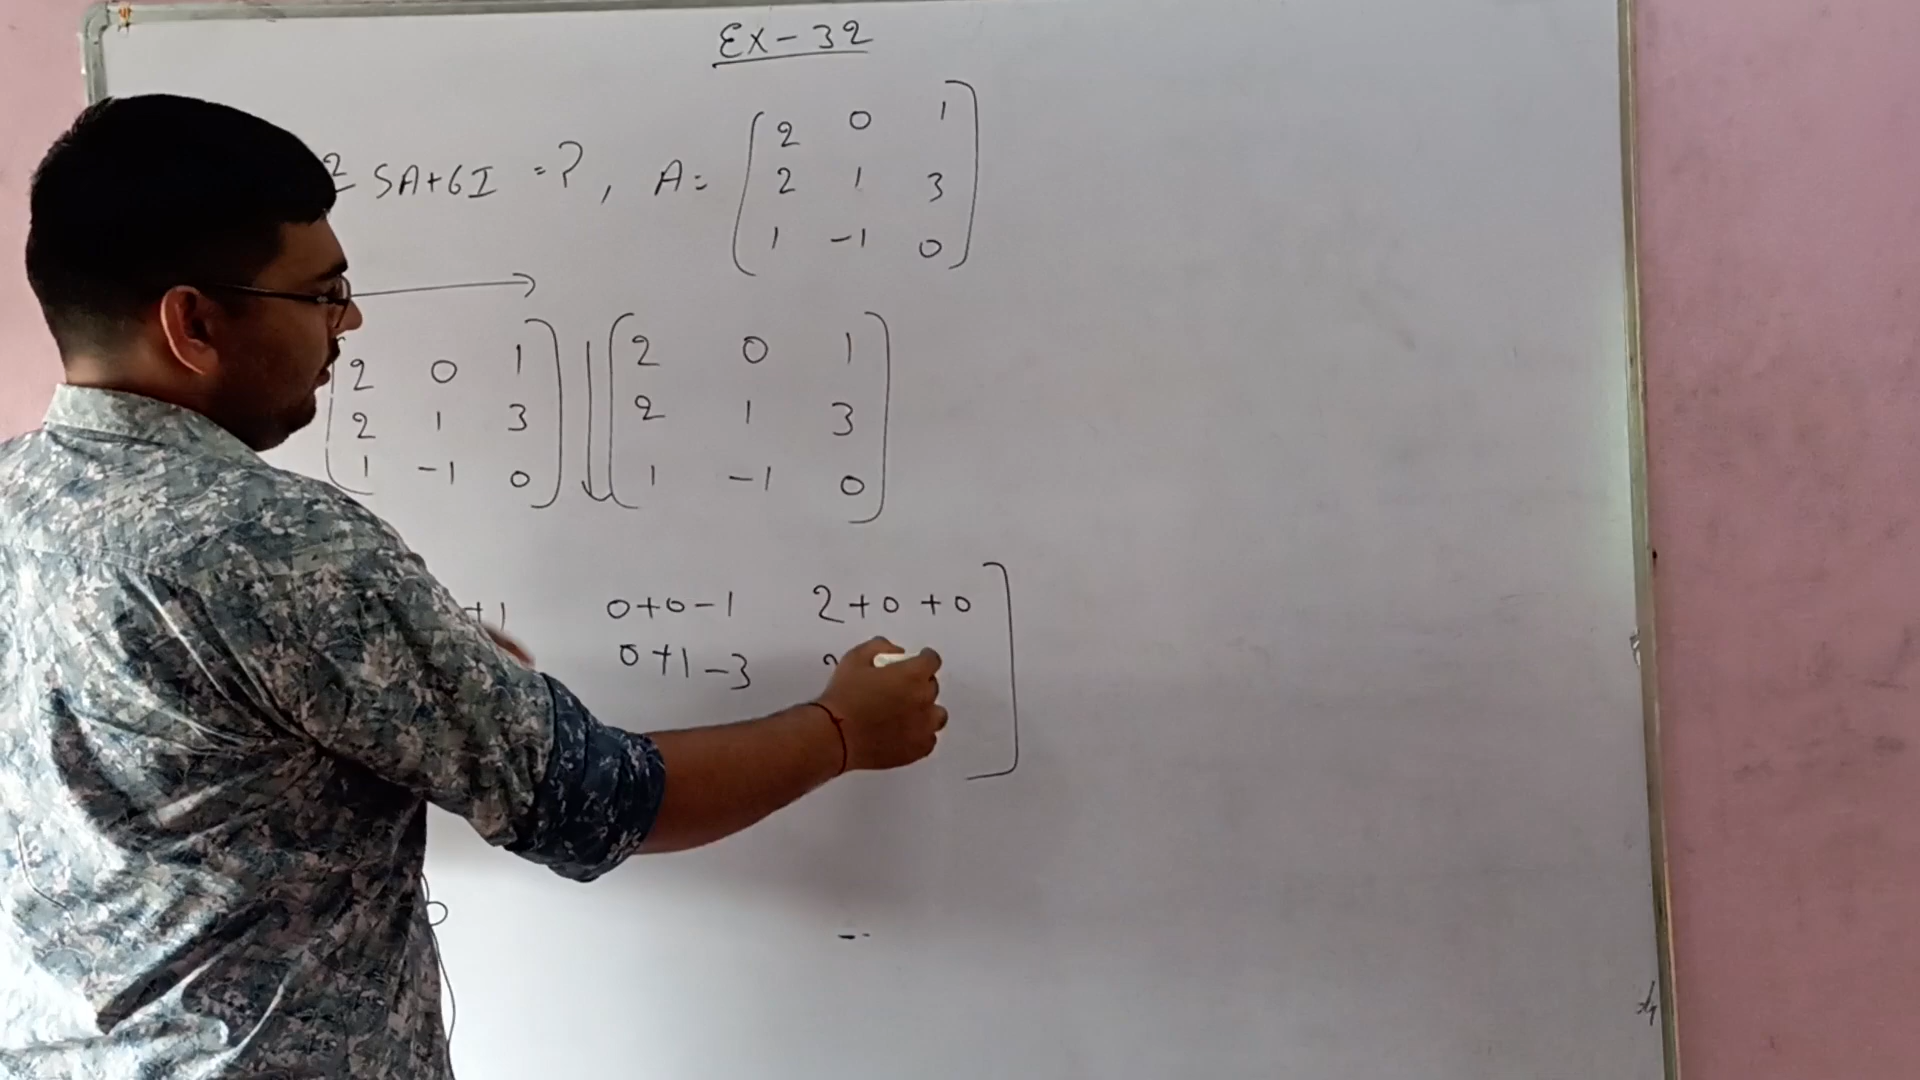 Ex-32
2 5A+6I =?, A= [2 0 1
2 1 3
1 -1 0]
[2 0 1] [2 0 1]
[2 1 3] [2 1 3]
[1 -1 0] [1 -1 0]
+1 0+0-1 2+0+0]
0+1-3